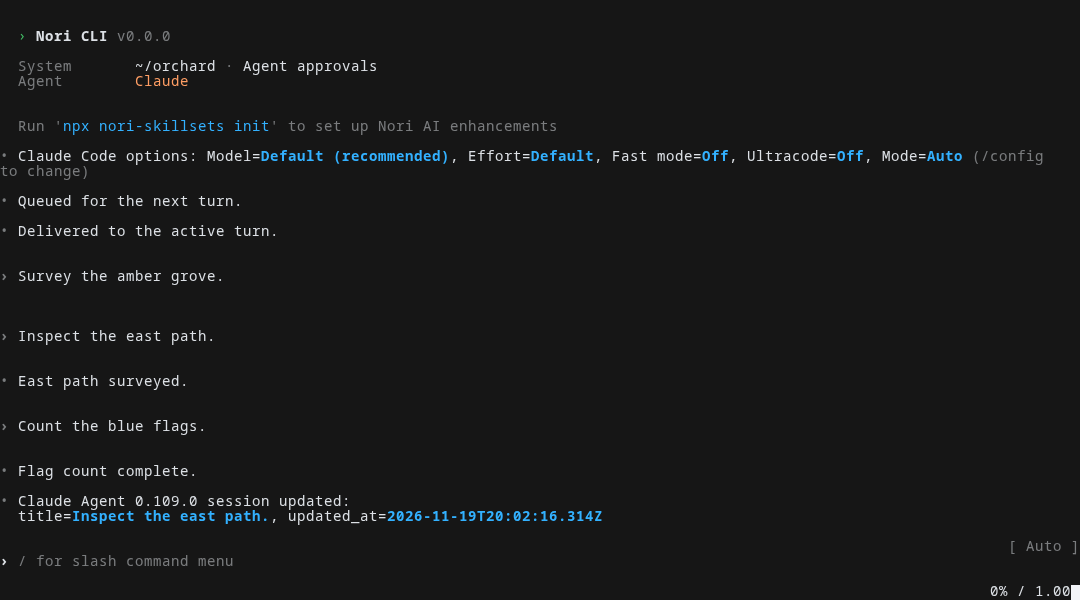 › Nori CLI v0.0.0
System ~/orchard · Agent approvals
Agent Claude
Run 'npx nori-skillsets init' to set up Nori AI enhancements
• Claude Code options: Model=Default (recommended), Effort=Default, Fast mode=Off, Ultracode=Off, Mode=Auto (/config
to change)
• Queued for the next turn.
• Delivered to the active turn.
› Survey the amber grove.
› Inspect the east path.
• East path surveyed.
› Count the blue flags.
• Flag count complete.
• Claude Agent 0.109.0 session updated:
title=Inspect the east path., updated_at=2026-11-19T20:02:16.314Z
[ Auto ]
› / for slash command menu
0% / 1.00